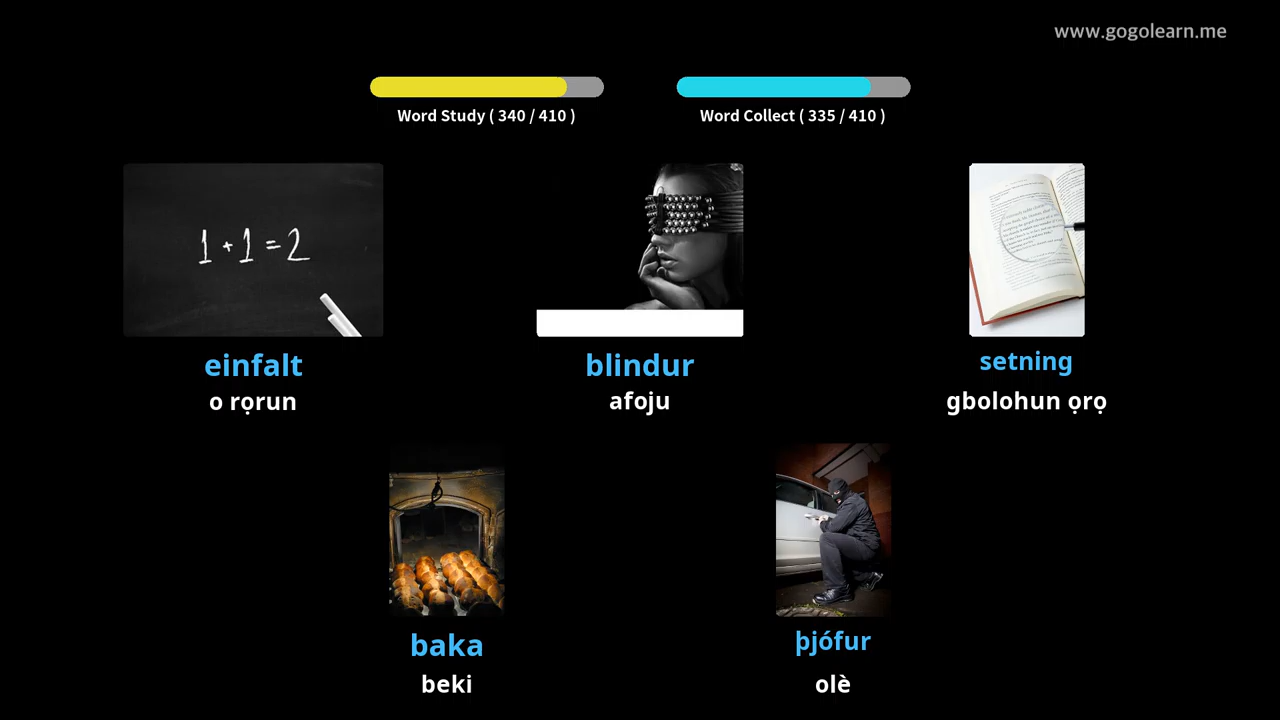 www.gogolearn.me
Word Study ( 340 / 410 )
Word Collect ( 335 / 410 )
1 + 1 = 2
einfalt
o rọrun
blindur
afoju
setning
gbolohun ọrọ
baka
beki
þjófur
olè